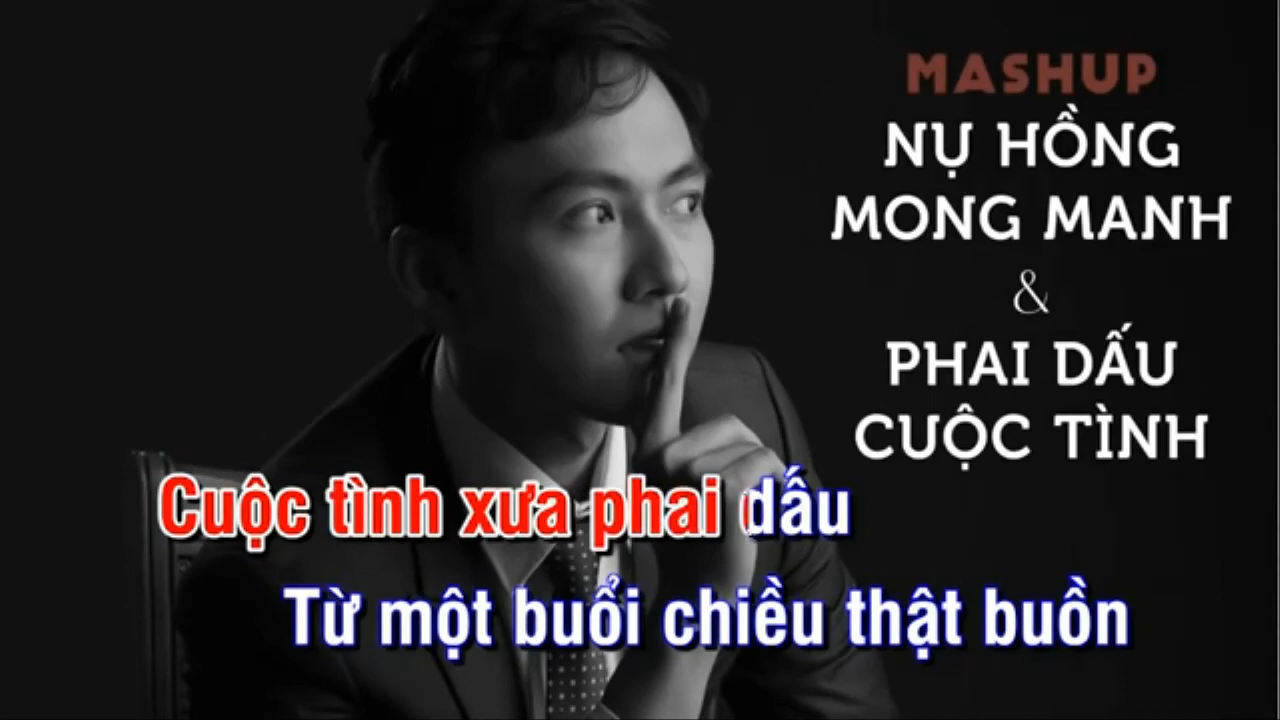 MASHUP
NỤ HỒNG
MONG MANH
&
PHAI DẤU
CUỘC TÌNH
Cuộc tình xưa phai dấu
Từ một buổi chiều thật buồn